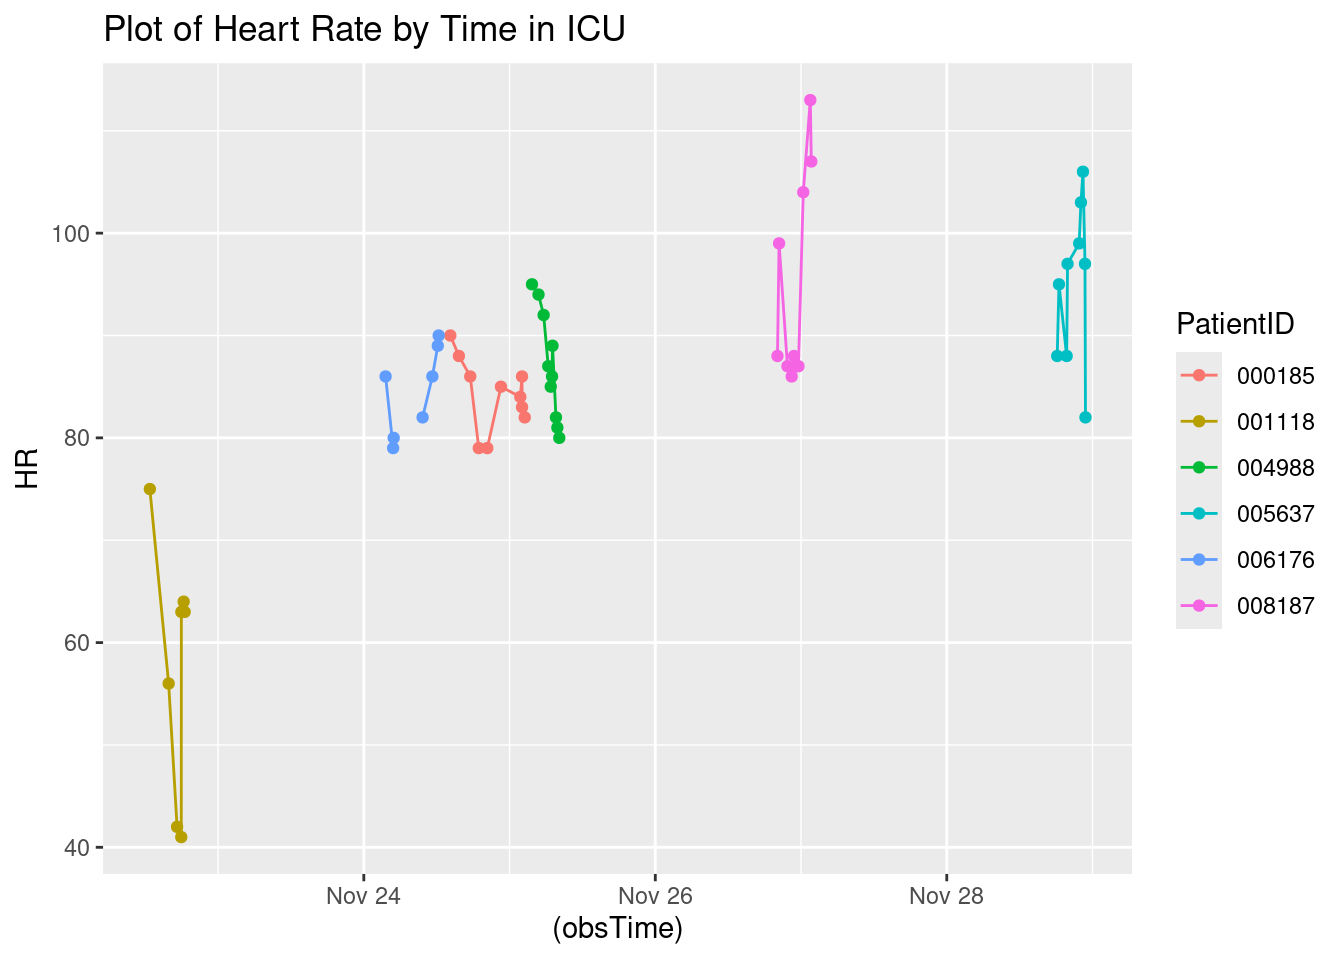 Plot of Heart Rate by Time in ICU
100
80
60
40
HR
Nov 24
Nov 26
Nov 28
(obsTime)
PatientID
000185
001118
004988
005637
006176
008187